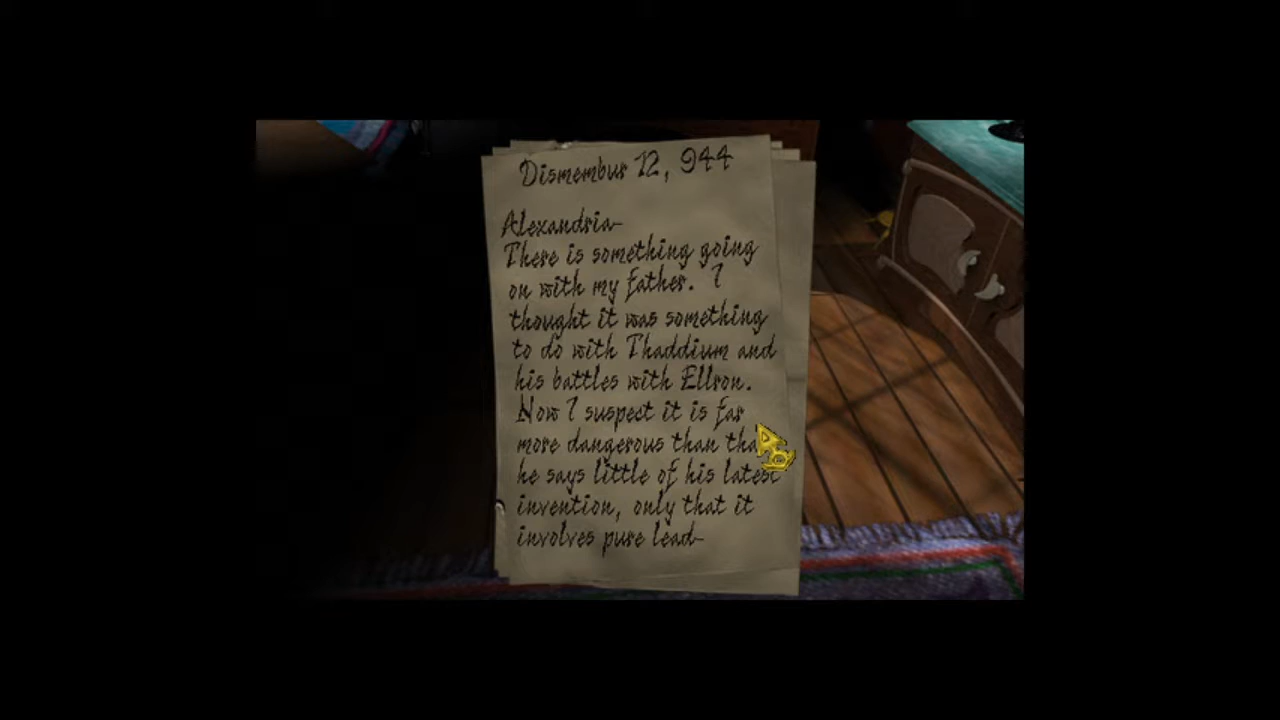 Dismembur 12, 944
Alexandria-
There is something going
on with my father. I
thought it was something
to do with Thaddium and
his battles with Ellron.
Now I suspect it is far
more dangerous than
he says little of his latest
invention, only that it
involves pure lead-